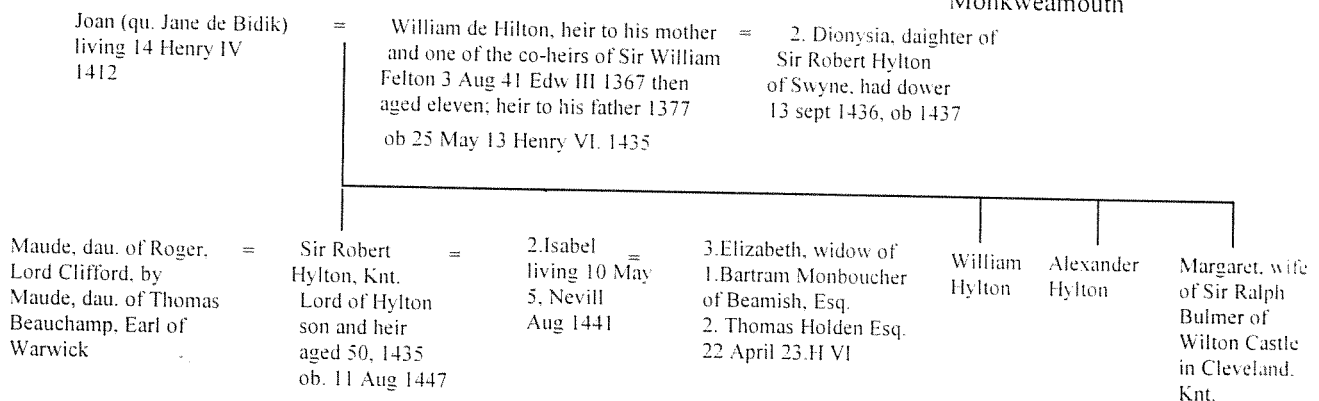 Monkweamouth
Joan (qu. Jane de Bidik)
living 14 Henry IV
1412
=
William de Hilton, heir to his mother
and one of the co-heirs of Sir William
Felton 3 Aug 41 Edw III 1367 then
aged eleven; heir to his father 1377
ob 25 May 13 Henry VI. 1435
=
2. Dionysia, daighter of
Sir Robert Hylton
of Swyne, had dower
13 sept 1436, ob 1437
Maude, dau. of Roger,
Lord Clifford, by
Maude, dau. of Thomas
Beauchamp, Earl of
Warwick
=
Sir Robert
Hylton, Knt.
Lord of Hylton
son and heir
aged 50, 1435
ob. 11 Aug 1447
=
2.Isabel
living 10 May
5, Nevill
Aug 1441
=
3.Elizabeth, widow of
1.Bartram Monboucher
of Beamish, Esq.
2. Thomas Holden Esq.
22 April 23.H VI
William
Hylton
Alexander
Hylton
Margaret, wife
of Sir Ralph
Bulmer of
Wilton Castle
in Cleveland.
Knt.